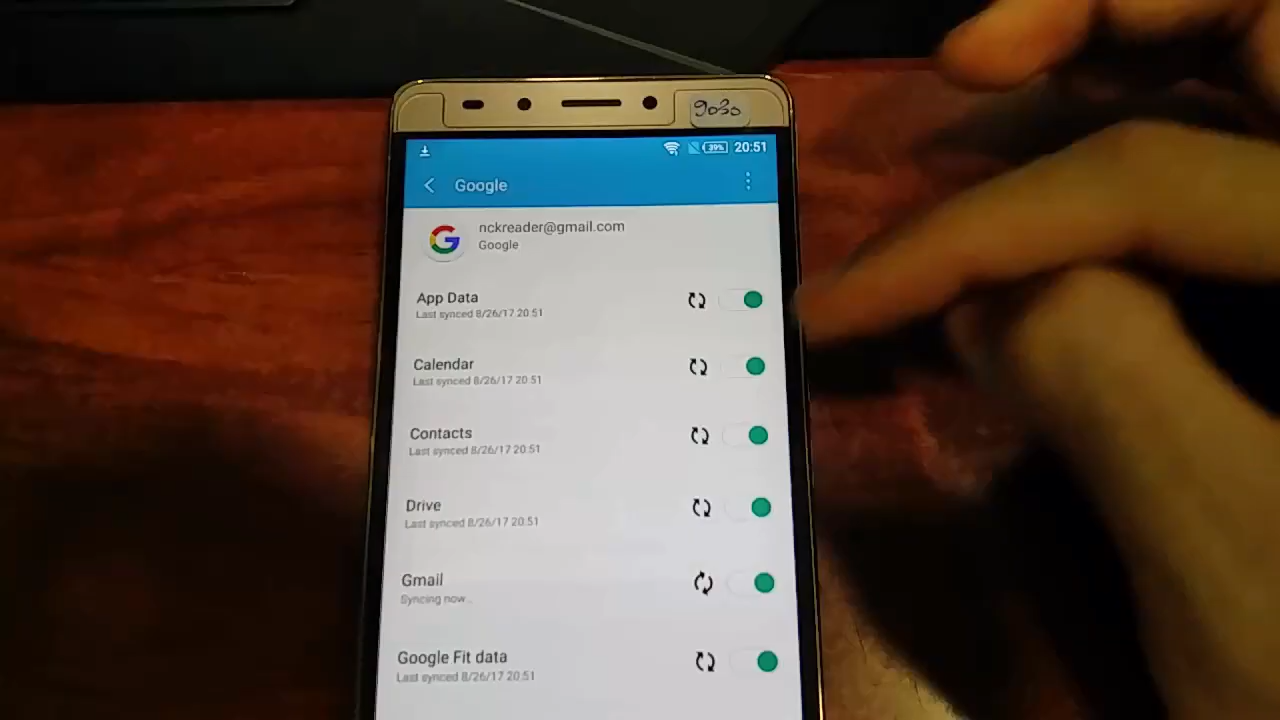 9030
39% 20:51
Google
nckreader@gmail.com
Google
App Data
Last synced 8/26/17 20:51
Calendar
Last synced 8/26/17 20:51
Contacts
Last synced 8/26/17 20:51
Drive
Last synced 8/26/17 20:51
Gmail
Syncing now...
Google Fit data
Last synced 8/26/17 20:51